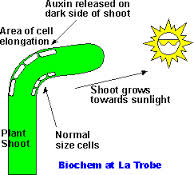 Auxin released on
dark side of shoot
Area of cell
elongation
Shoot grows
towards sunlight
Plant
Shoot
Normal
size cells
Biochem at La Trobe